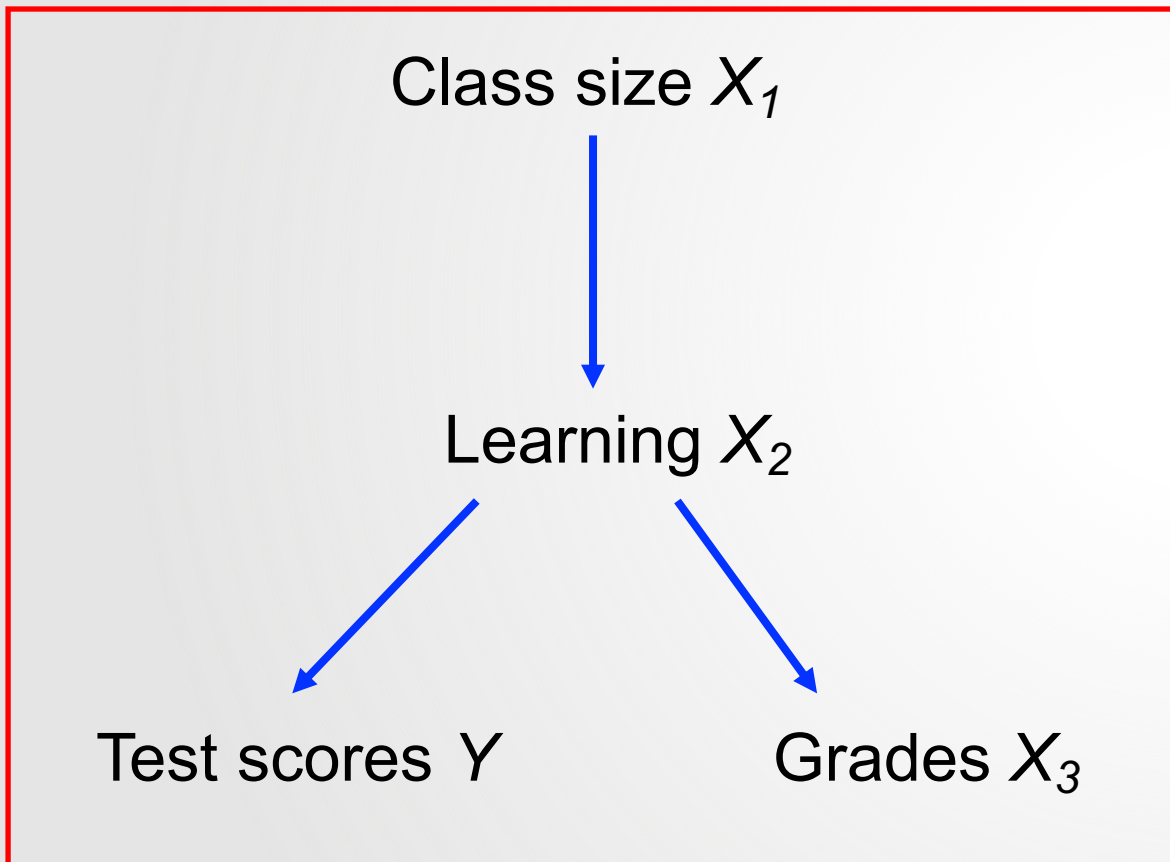 Class size X₁
Learning X₂
Test scores Y
Grades X₃